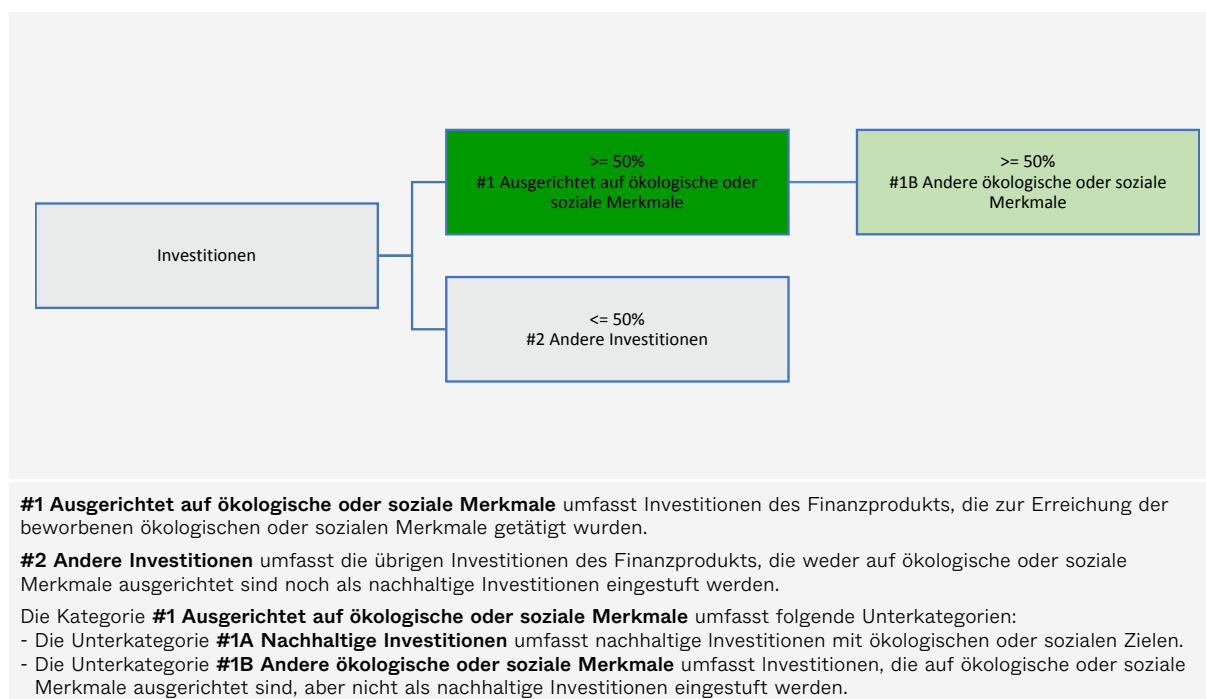 >= 50%
#1 Ausgerichtet auf ökologische oder
soziale Merkmale
>= 50%
#1B Andere ökologische oder soziale
Merkmale
Investitionen
<= 50%
#2 Andere Investitionen
#1 Ausgerichtet auf ökologische oder soziale Merkmale umfasst Investitionen des Finanzprodukts, die zur Erreichung der
beworbenen ökologischen oder sozialen Merkmale getätigt wurden.
#2 Andere Investitionen umfasst die übrigen Investitionen des Finanzprodukts, die weder auf ökologische oder soziale
Merkmale ausgerichtet sind noch als nachhaltige Investitionen eingestuft werden.
Die Kategorie #1 Ausgerichtet auf ökologische oder soziale Merkmale umfasst folgende Unterkategorien:
- Die Unterkategorie #1A Nachhaltige Investitionen umfasst nachhaltige Investitionen mit ökologischen oder sozialen Zielen.
- Die Unterkategorie #1B Andere ökologische oder soziale Merkmale umfasst Investitionen, die auf ökologische oder soziale
Merkmale ausgerichtet sind, aber nicht als nachhaltige Investitionen eingestuft werden.